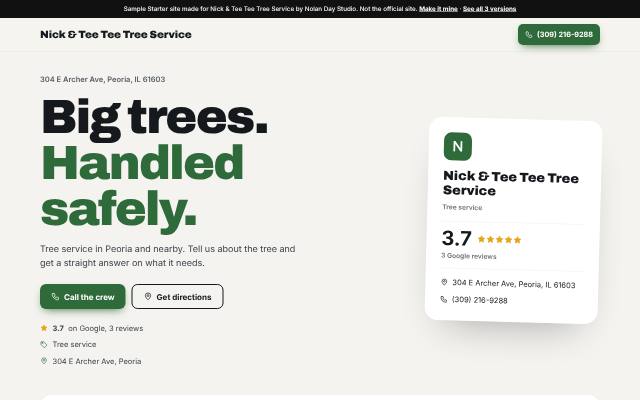 Sample Starter site made for Nick & Tee Tee Tree Service by Nolan Day Studio. Not the official site. Make it mine · See all 3 versions
Nick & Tee Tee Tree Service
(309) 216-9288
304 E Archer Ave, Peoria, IL 61603
Big trees.
Handled
safely.
Tree service in Peoria and nearby. Tell us about the tree and
get a straight answer on what it needs.
Call the crew
Get directions
3.7 on Google, 3 reviews
Tree service
304 E Archer Ave, Peoria
N
Nick & Tee Tee Tree
Service
Tree service
3.7
3 Google reviews
304 E Archer Ave, Peoria, IL 61603
(309) 216-9288